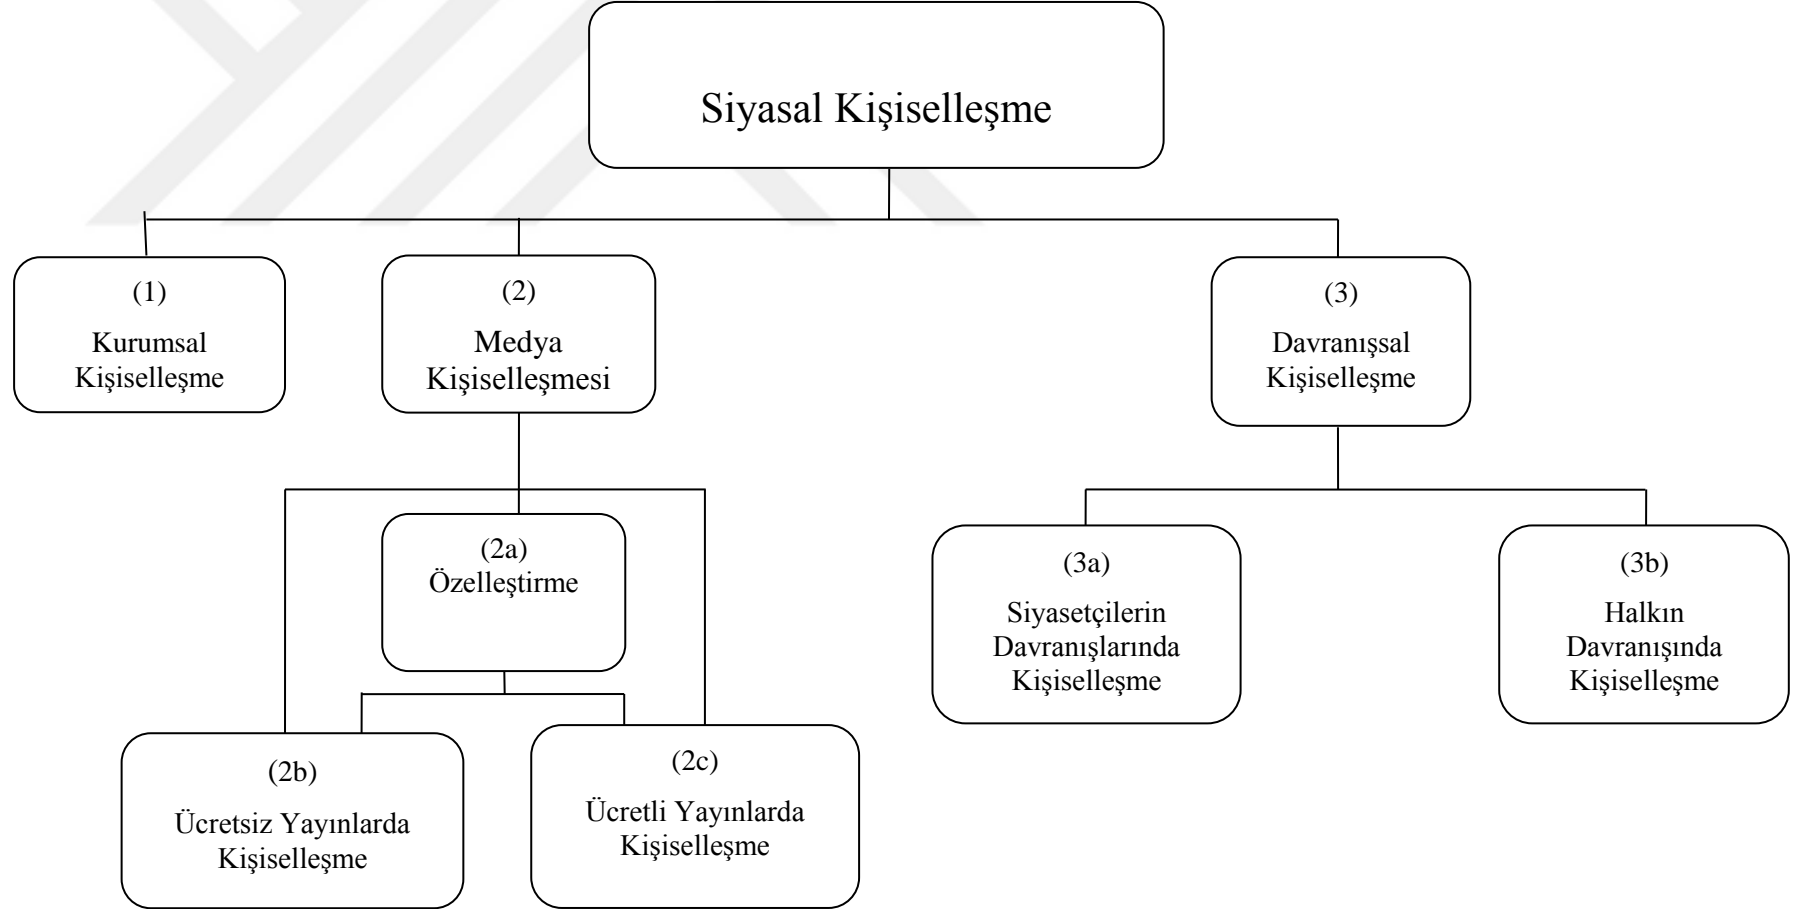 Siyasal Kişiselleşme
(1)
Kurumsal
Kişiselleşme
(2)
Medya
Kişiselleşmesi
(3)
Davranışsal
Kişiselleşme
(2a)
Özelleştirme
(3a)
Siyasetçilerin
Davranışlarında
Kişiselleşme
(3b)
Halkın
Davranışında
Kişiselleşme
(2b)
Ücretsiz Yayınlarda
Kişiselleşme
(2c)
Ücretli Yayınlarda
Kişiselleşme